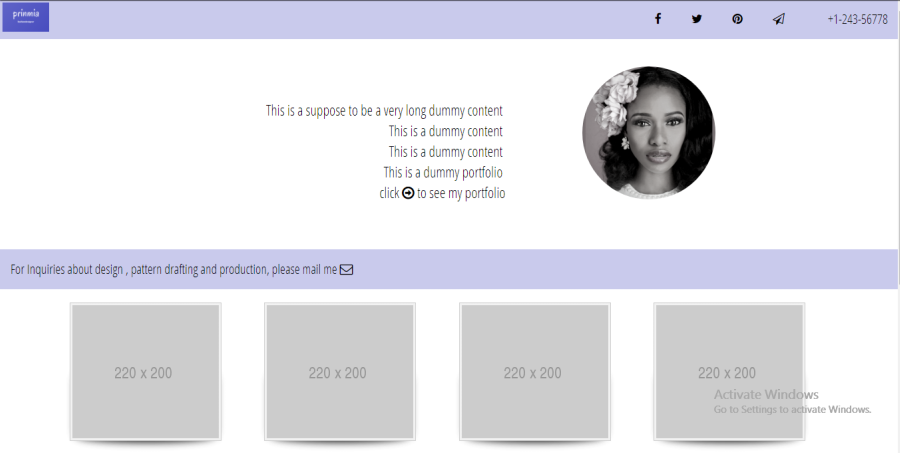 prinmia
+1-243-56778
This is a suppose to be a very long dummy content
This is a dummy content
This is a dummy content
This is a dummy portfolio
click to see my portfolio
For Inquiries about design , pattern drafting and production, please mail me
220 x 200
220 x 200
220 x 200
220 x 200
Activate Windows
Go to Settings to activate Windows.